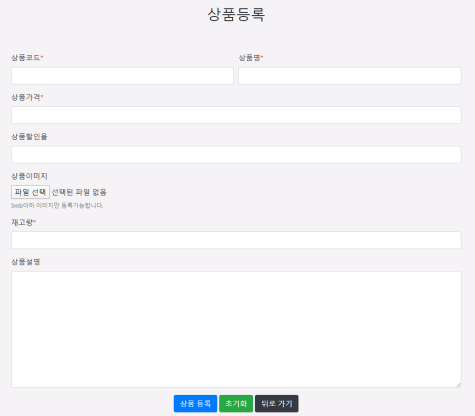 상품등록
상품코드* 상품명*
상품가격*
상품할인율
상품이미지
파일 선택 선택된 파일 없음
5mb이하 이미지만 등록가능합니다.
재고량*
상품설명
상품 등록 초기화 뒤로 가기